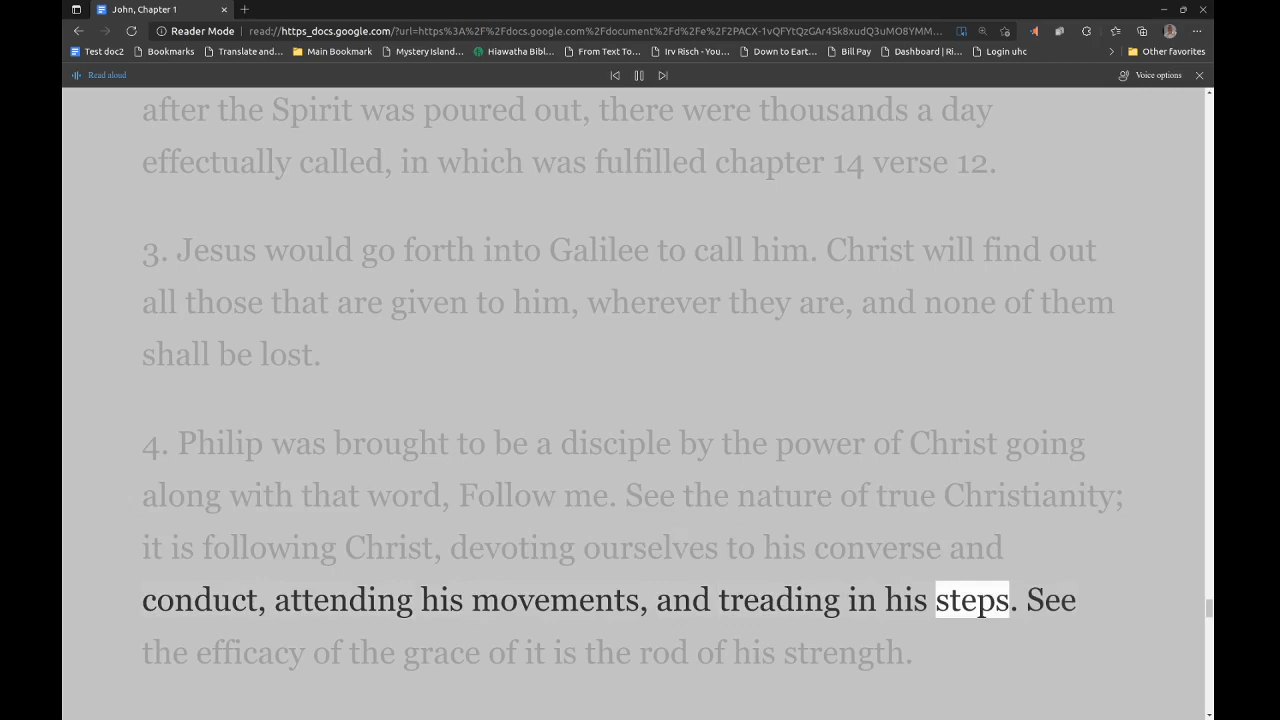 John, Chapter 1
Reader Mode read://https_docs.google.com/?url=https%3A%2F%2Fdocs.google.com%2Fdocument%2Fd%2Fe%2F2PACX-1vQFYtQzGAr4Sk8xudQ3uMO8YMM...
Test doc2 Bookmarks Translate and... Main Bookmark Mystery Island... Hiawatha Bibl... From Text To... Irv Risch - You... Down to Eart... Bill Pay Dashboard | Ri... Login uhc Other favorites
Read aloud Voice options
after the Spirit was poured out, there were thousands a day
effectually called, in which was fulfilled chapter 14 verse 12.
3. Jesus would go forth into Galilee to call him. Christ will find out
all those that are given to him, wherever they are, and none of them
shall be lost.
4. Philip was brought to be a disciple by the power of Christ going
along with that word, Follow me. See the nature of true Christianity;
it is following Christ, devoting ourselves to his converse and
conduct, attending his movements, and treading in his steps. See
the efficacy of the grace of it is the rod of his strength.